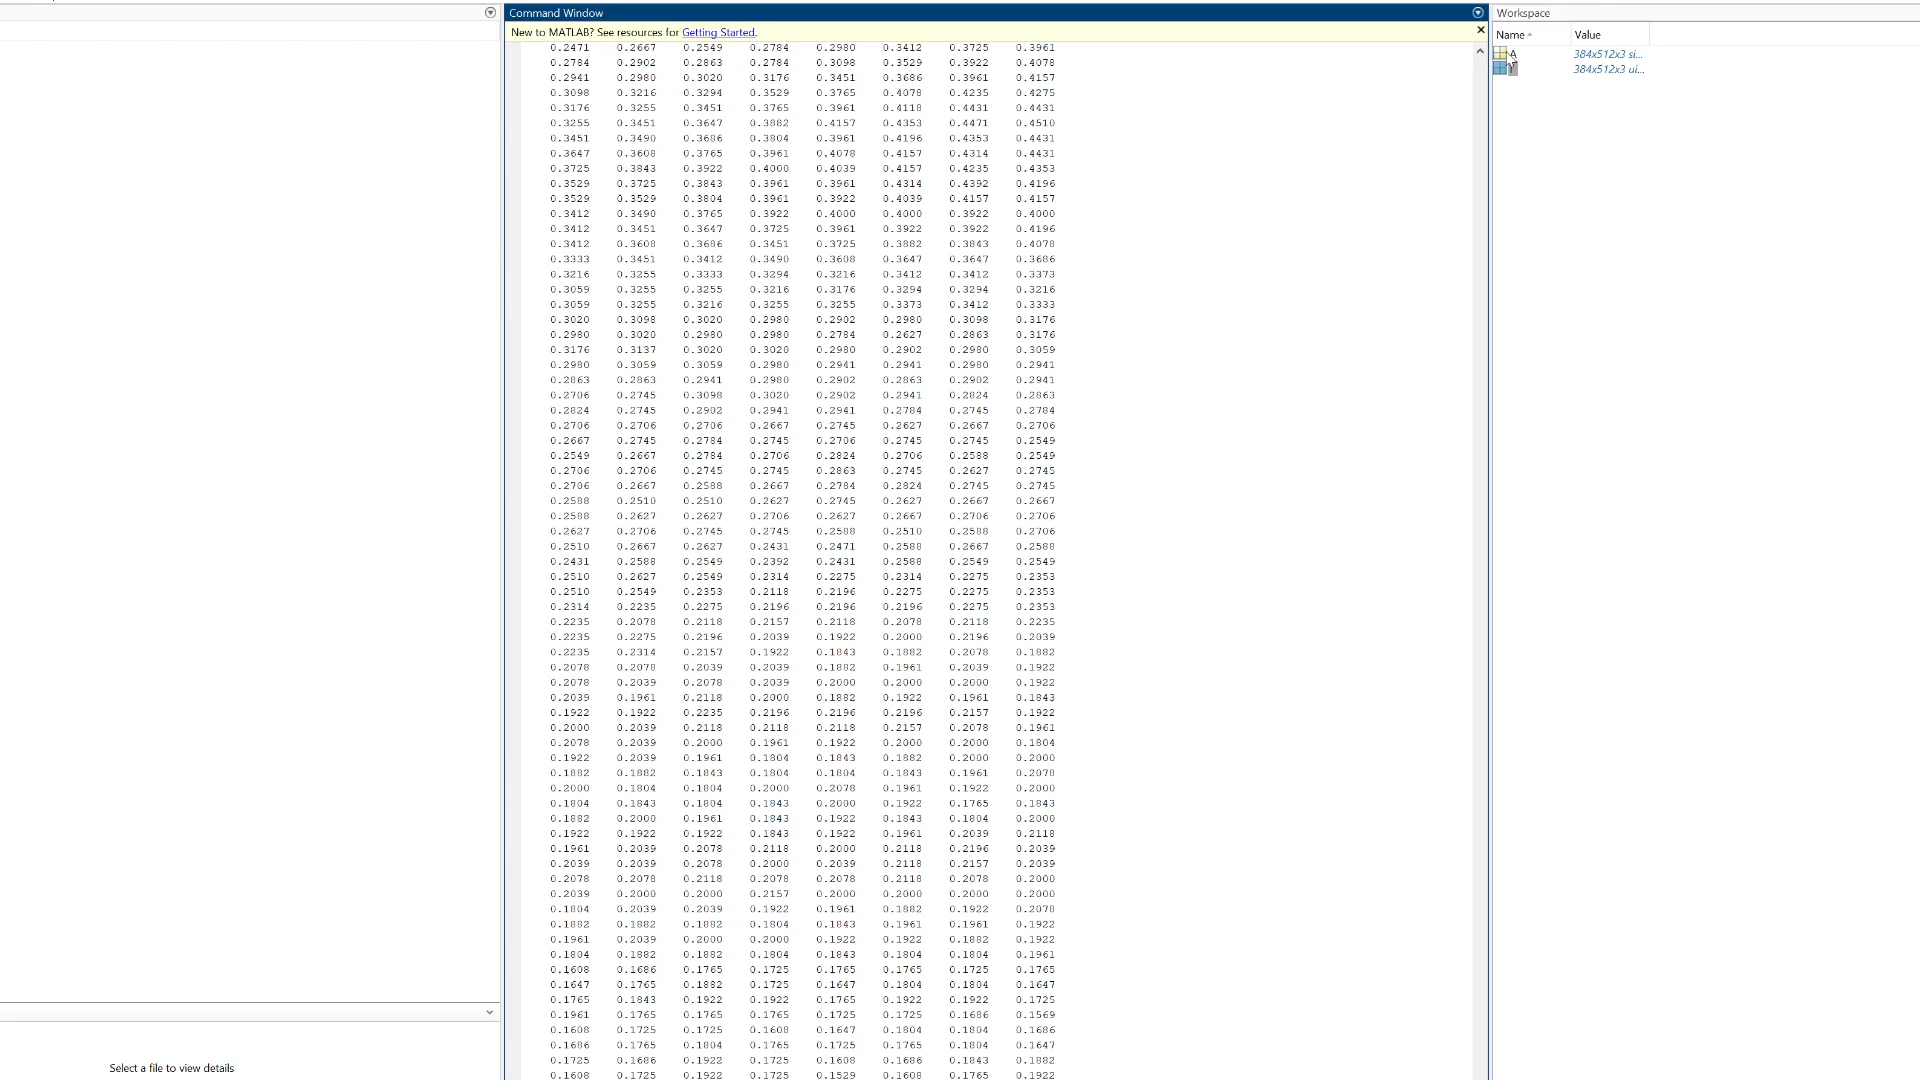 Command Window
New to MATLAB? See resources for Getting Started.
Workspace
Name Value
A 384x512x3 si...
384x512x3 ui...
0.2471 0.2667 0.2549 0.2784 0.2980 0.3412 0.3725 0.3961
0.2784 0.2902 0.2863 0.2784 0.3098 0.3529 0.3922 0.4078
0.2941 0.2980 0.3020 0.3176 0.3451 0.3686 0.3961 0.4157
0.3098 0.3216 0.3294 0.3529 0.3765 0.4078 0.4235 0.4275
0.3176 0.3255 0.3451 0.3765 0.3961 0.4118 0.4431 0.4431
0.3255 0.3451 0.3647 0.3882 0.4157 0.4353 0.4471 0.4510
0.3451 0.3490 0.3686 0.3804 0.3961 0.4196 0.4353 0.4431
0.3647 0.3608 0.3765 0.3961 0.4078 0.4157 0.4314 0.4431
0.3725 0.3843 0.3922 0.4000 0.4039 0.4157 0.4235 0.4353
0.3529 0.3725 0.3843 0.3961 0.3961 0.4314 0.4392 0.4196
0.3529 0.3529 0.3804 0.3961 0.3922 0.4039 0.4157 0.4157
0.3412 0.3490 0.3765 0.3922 0.4000 0.4000 0.3922 0.4000
0.3412 0.3451 0.3647 0.3725 0.3961 0.3922 0.3922 0.4196
0.3412 0.3608 0.3686 0.3451 0.3725 0.3882 0.3843 0.4078
0.3333 0.3451 0.3412 0.3490 0.3608 0.3647 0.3647 0.3686
0.3216 0.3255 0.3333 0.3294 0.3216 0.3412 0.3412 0.3373
0.3059 0.3255 0.3255 0.3216 0.3176 0.3294 0.3294 0.3216
0.3059 0.3255 0.3216 0.3255 0.3255 0.3373 0.3412 0.3333
0.3020 0.3098 0.3020 0.2980 0.2902 0.2980 0.3098 0.3176
0.2980 0.3020 0.2980 0.2980 0.2784 0.2627 0.2863 0.3176
0.3176 0.3137 0.3020 0.3020 0.2980 0.2902 0.2980 0.3059
0.2980 0.3059 0.3059 0.2980 0.2941 0.2941 0.2980 0.2941
0.2863 0.2863 0.2941 0.2980 0.2902 0.2863 0.2902 0.2941
0.2706 0.2745 0.3098 0.3020 0.2902 0.2941 0.2824 0.2863
0.2824 0.2745 0.2902 0.2941 0.2941 0.2784 0.2745 0.2784
0.2706 0.2706 0.2706 0.2667 0.2745 0.2627 0.2667 0.2706
0.2667 0.2745 0.2784 0.2745 0.2706 0.2745 0.2745 0.2549
0.2549 0.2667 0.2784 0.2706 0.2824 0.2706 0.2588 0.2549
0.2706 0.2706 0.2745 0.2745 0.2863 0.2745 0.2627 0.2745
0.2706 0.2667 0.2588 0.2667 0.2784 0.2824 0.2745 0.2745
0.2588 0.2510 0.2510 0.2627 0.2745 0.2627 0.2667 0.2667
0.2588 0.2627 0.2627 0.2706 0.2627 0.2667 0.2706 0.2706
0.2627 0.2706 0.2745 0.2745 0.2588 0.2510 0.2588 0.2706
0.2510 0.2667 0.2627 0.2431 0.2471 0.2588 0.2667 0.2588
0.2431 0.2588 0.2549 0.2392 0.2431 0.2588 0.2549 0.2549
0.2510 0.2627 0.2549 0.2314 0.2275 0.2314 0.2275 0.2353
0.2510 0.2549 0.2353 0.2118 0.2196 0.2275 0.2275 0.2353
0.2314 0.2235 0.2275 0.2196 0.2196 0.2196 0.2275 0.2353
0.2235 0.2078 0.2118 0.2157 0.2118 0.2078 0.2118 0.2235
0.2235 0.2275 0.2196 0.2039 0.1922 0.2000 0.2196 0.2039
0.2235 0.2314 0.2157 0.1922 0.1843 0.1882 0.2078 0.1882
0.2078 0.2078 0.2039 0.2039 0.1882 0.1961 0.2039 0.1922
0.2078 0.2039 0.2078 0.2039 0.2000 0.2000 0.2000 0.1922
0.2039 0.1961 0.2118 0.2000 0.1882 0.1922 0.1961 0.1843
0.1922 0.1922 0.2235 0.2196 0.2196 0.2196 0.2157 0.1922
0.2000 0.2039 0.2118 0.2118 0.2118 0.2157 0.2078 0.1961
0.2078 0.2039 0.2000 0.1961 0.1922 0.2000 0.2000 0.1804
0.1922 0.2039 0.1961 0.1804 0.1843 0.1882 0.2000 0.2000
0.1882 0.1882 0.1843 0.1804 0.1804 0.1843 0.1961 0.2078
0.2000 0.1804 0.1804 0.2000 0.2078 0.1961 0.1922 0.2000
0.1804 0.1843 0.1804 0.1843 0.2000 0.1922 0.1765 0.1843
0.1882 0.2000 0.1961 0.1843 0.1922 0.1843 0.1804 0.2000
0.1922 0.1922 0.1922 0.1843 0.1922 0.1961 0.2039 0.2118
0.1961 0.2039 0.2078 0.2118 0.2000 0.2118 0.2196 0.2039
0.2039 0.2039 0.2078 0.2000 0.2039 0.2118 0.2157 0.2039
0.2078 0.2078 0.2118 0.2078 0.2078 0.2118 0.2078 0.2000
0.2039 0.2000 0.2000 0.2157 0.2000 0.2000 0.2000 0.2000
0.1804 0.2039 0.2039 0.1922 0.1961 0.1882 0.1922 0.2078
0.1882 0.1882 0.1882 0.1804 0.1843 0.1961 0.1961 0.1922
0.1961 0.2039 0.2000 0.2000 0.1922 0.1922 0.1882 0.1922
0.1804 0.1882 0.1882 0.1804 0.1843 0.1804 0.1804 0.1961
0.1608 0.1686 0.1765 0.1725 0.1765 0.1765 0.1725 0.1765
0.1647 0.1765 0.1882 0.1725 0.1647 0.1804 0.1804 0.1647
0.1765 0.1843 0.1922 0.1922 0.1765 0.1922 0.1922 0.1725
0.1961 0.1765 0.1765 0.1765 0.1725 0.1725 0.1686 0.1569
0.1608 0.1725 0.1725 0.1608 0.1647 0.1804 0.1804 0.1686
0.1686 0.1765 0.1804 0.1765 0.1725 0.1765 0.1804 0.1647
0.1725 0.1686 0.1922 0.1725 0.1608 0.1686 0.1843 0.1882
0.1608 0.1725 0.1922 0.1725 0.1529 0.1608 0.1765 0.1922
Select a file to view details